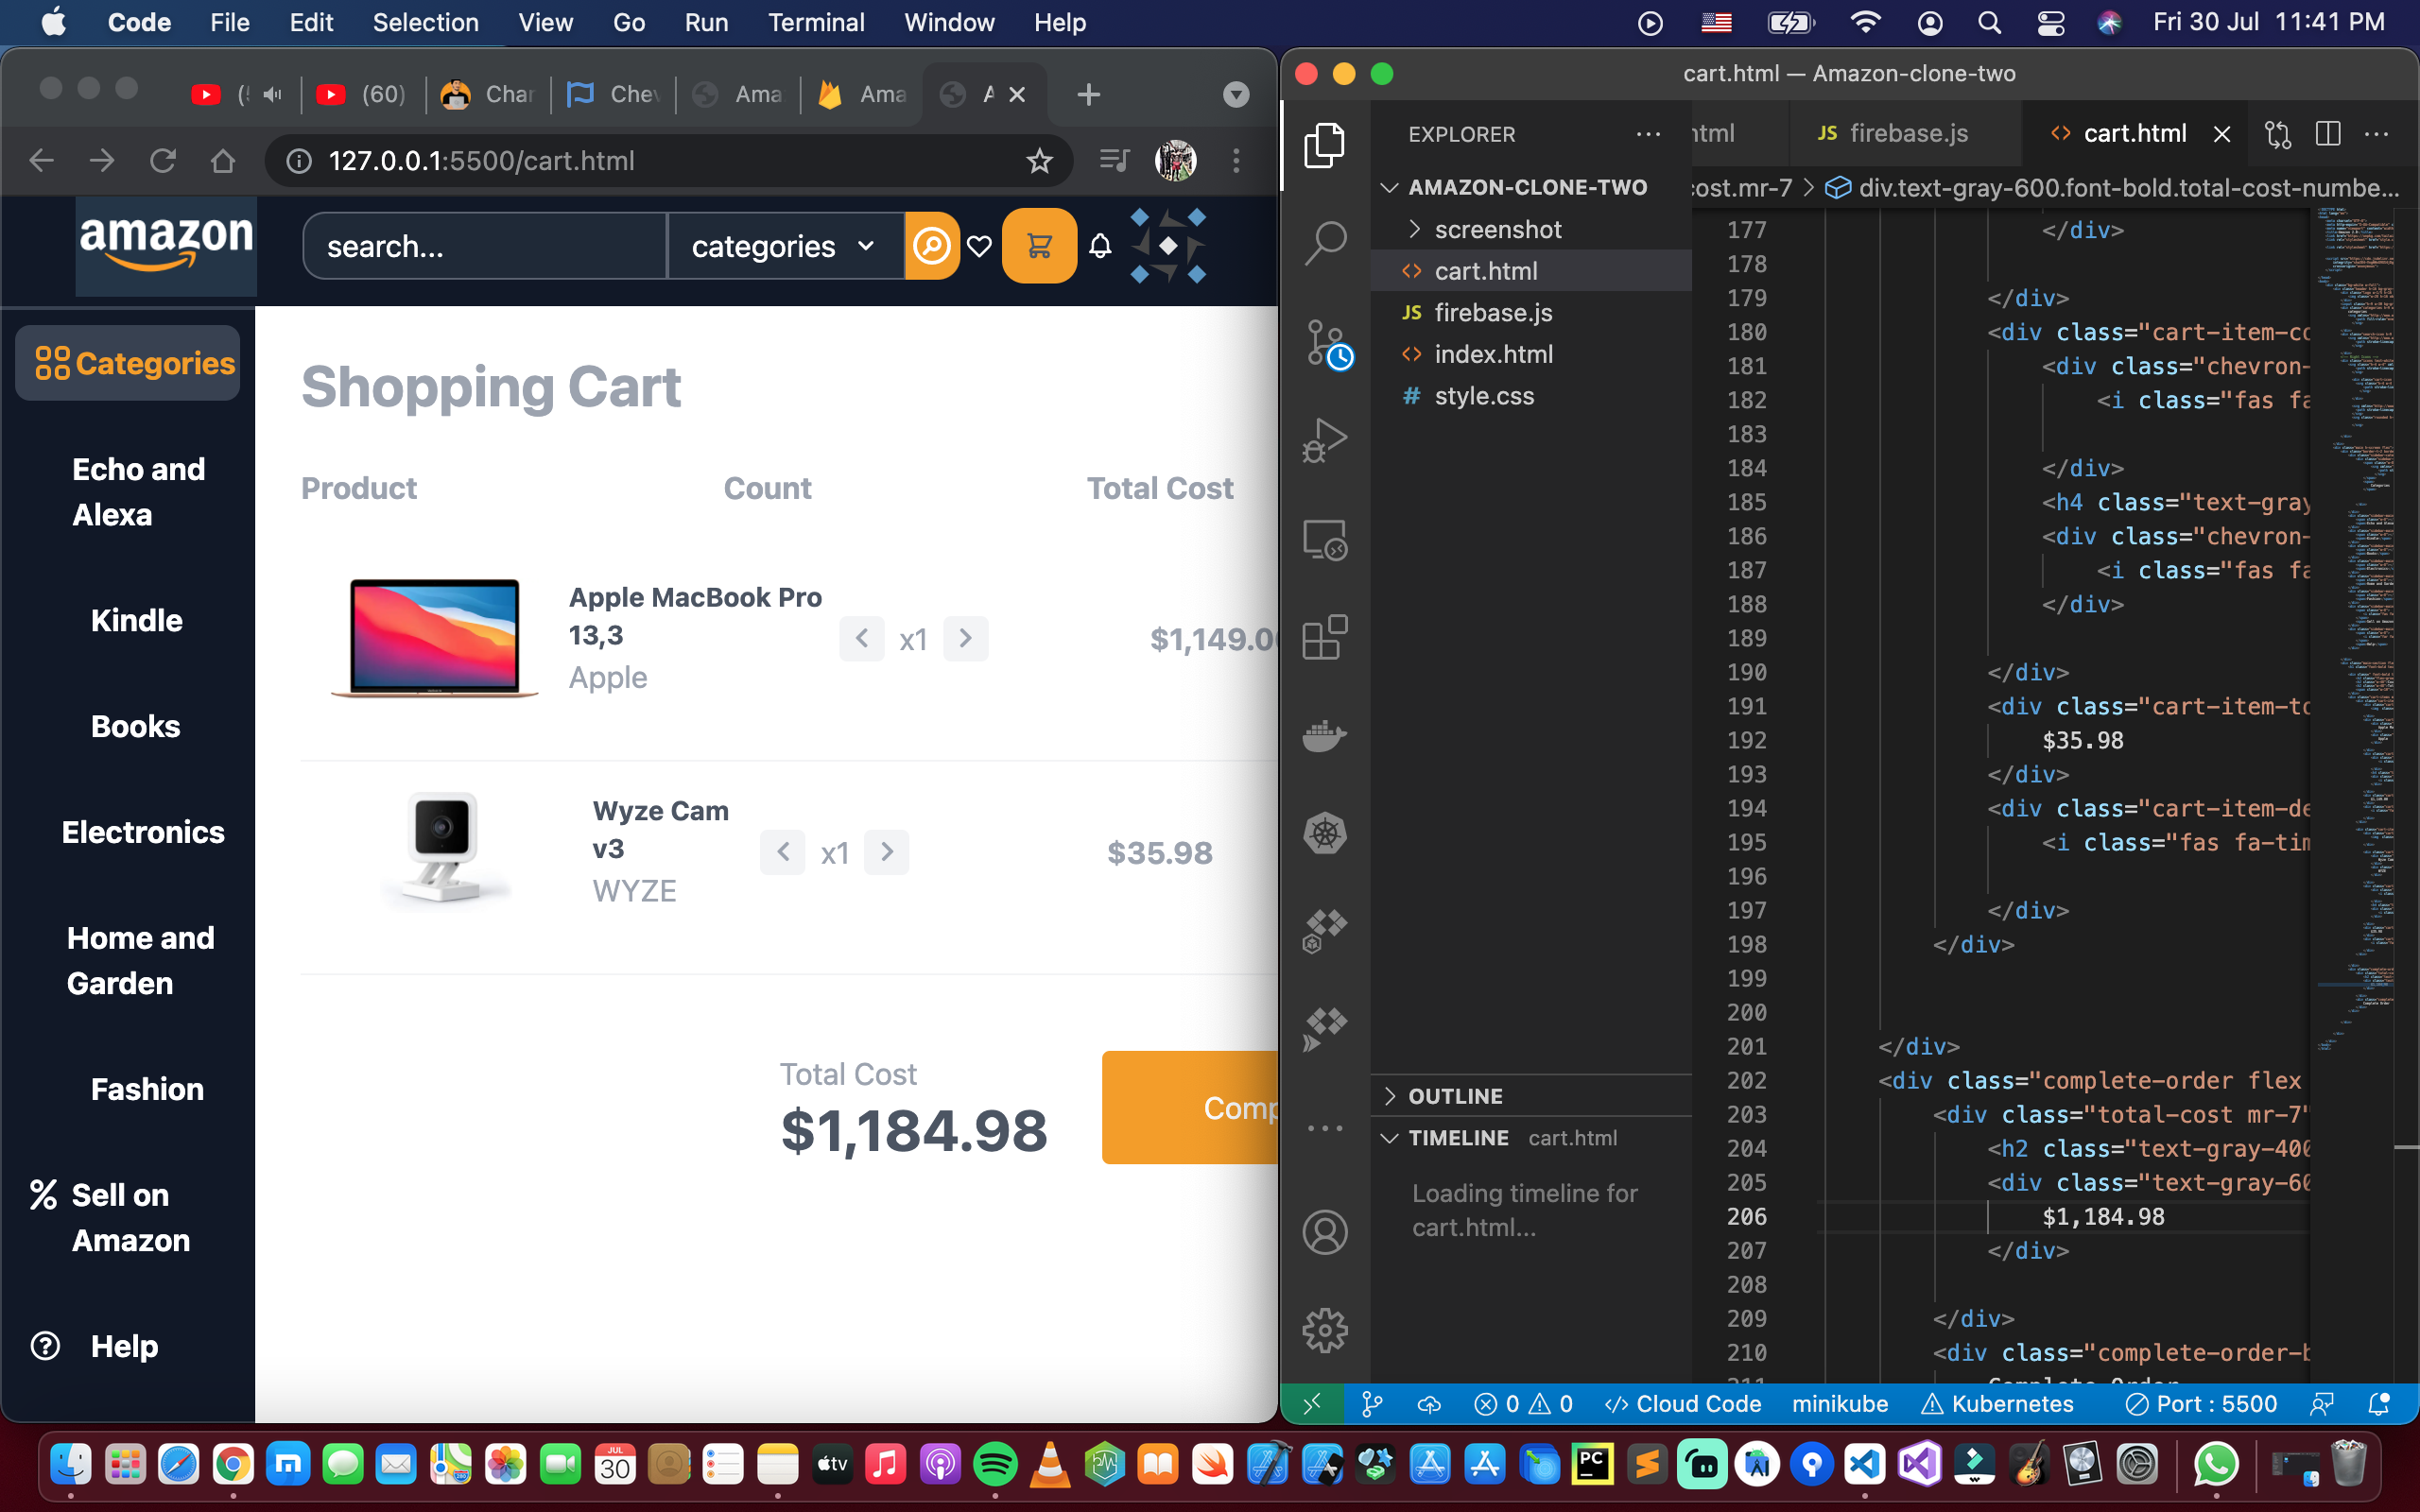 Code File Edit Selection View Go Run Terminal Window Help Fri 30 Jul 11:41 PM
(60) Char Chev Ama Ama A
127.0.0.1:5500/cart.html
amazon search... categories
Categories
Echo and
Alexa
Kindle
Books
Electronics
Home and
Garden
Fashion
% Sell on
Amazon
Help
Shopping Cart
Product Count Total Cost
Apple MacBook Pro
13,3
Apple
x1
$1,149.0
Wyze Cam
v3
WYZE
x1
$35.98
Total Cost
$1,184.98
Comp
cart.html — Amazon-clone-two
EXPLORER
AMAZON-CLONE-TWO
screenshot
cart.html
JS firebase.js
index.html
# style.css
OUTLINE
TIMELINE cart.html
Loading timeline for
cart.html...
html JS firebase.js cart.html
cost.mr-7 > div.text-gray-600.font-bold.total-cost-numbe...
177 </div>
178
179 </div>
180 <div class="cart-item-co
181 <div class="chevron-
182 <i class="fas fa
183
184 </div>
185 <h4 class="text-gray
186 <div class="chevron-
187 <i class="fas fa
188 </div>
189
190 </div>
191 <div class="cart-item-to
192 $35.98
193 </div>
194 <div class="cart-item-de
195 <i class="fas fa-tim
196
197 </div>
198 </div>
199
200
201 </div>
202 <div class="complete-order flex
203 <div class="total-cost mr-7"
204 <h2 class="text-gray-400
205 <div class="text-gray-60
206 $1,184.98
207 </div>
208
209 </div>
210 <div class="complete-order-b
211 Complete Order
0 0 Cloud Code minikube Kubernetes Port : 5500
JUL
30
tv
PC